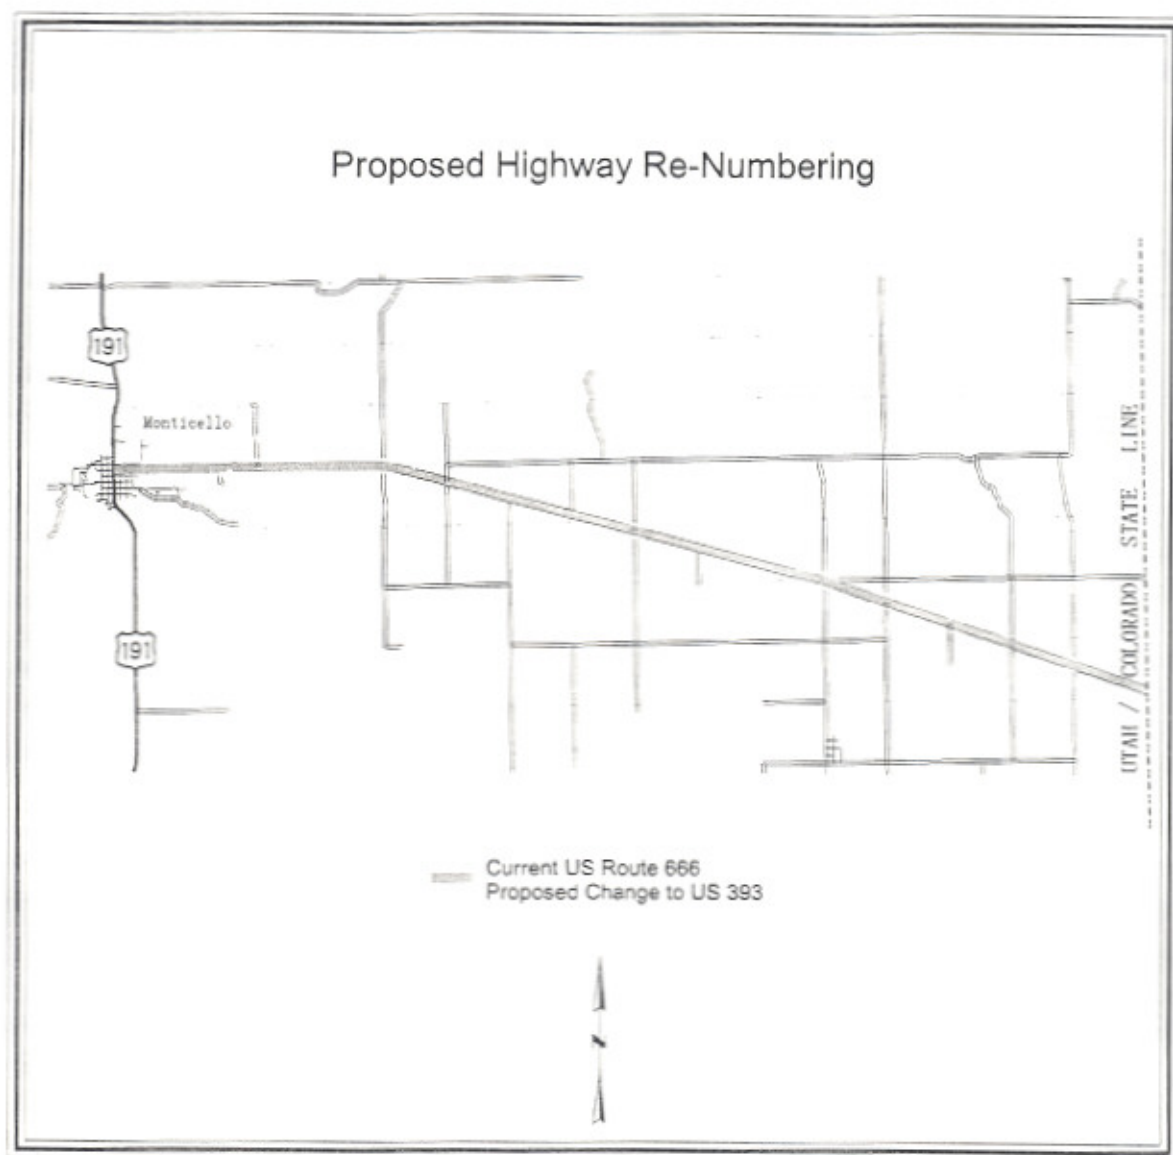 Proposed Highway Re-Numbering
191
Monticello
191
UTAH / COLORADO STATE LINE
Current US Route 666
Proposed Change to US 393
N